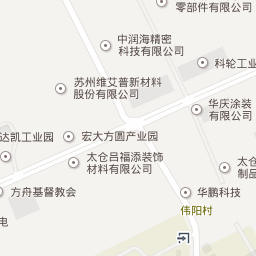 零部件有限公司
中润海精密
科技有限公司
科轮工业
苏州维艾普新材料
股份有限公司
华庆涂装
有限公司
达凯工业园
宏大方圆产业园
太仓吕福添装饰
材料有限公司
太仓
制品
方舟基督教会
华鹏科技
伟阳村
电